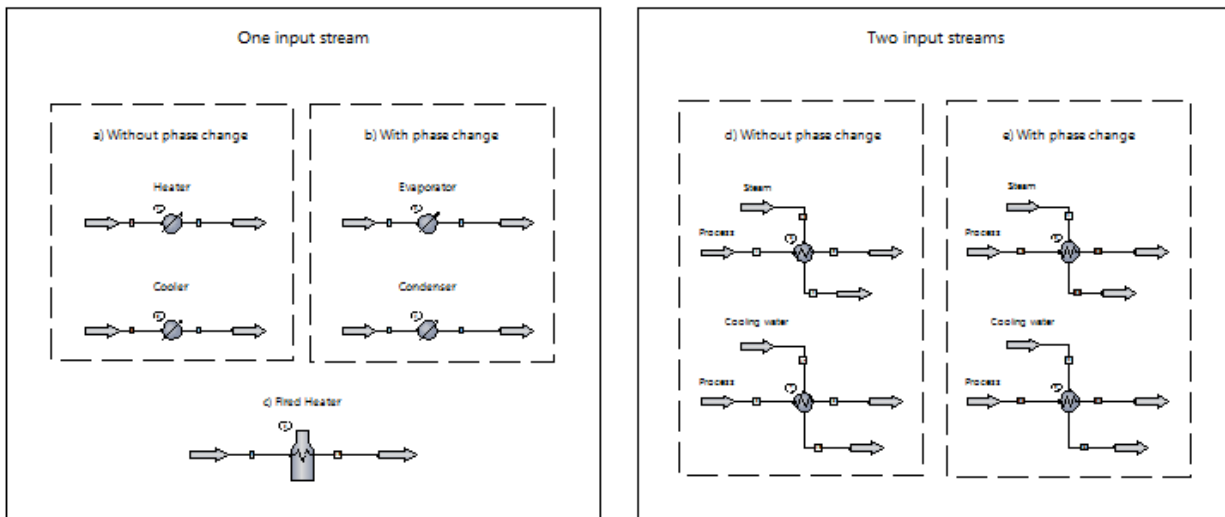 One input stream
a) Without phase change
Heater
Cooler
b) With phase change
Evaporator
Condenser
c) Fired Heater
Two input streams
d) Without phase change
Steam
Process
Cooling water
Process
e) With phase change
Steam
Process
Cooling water
Process